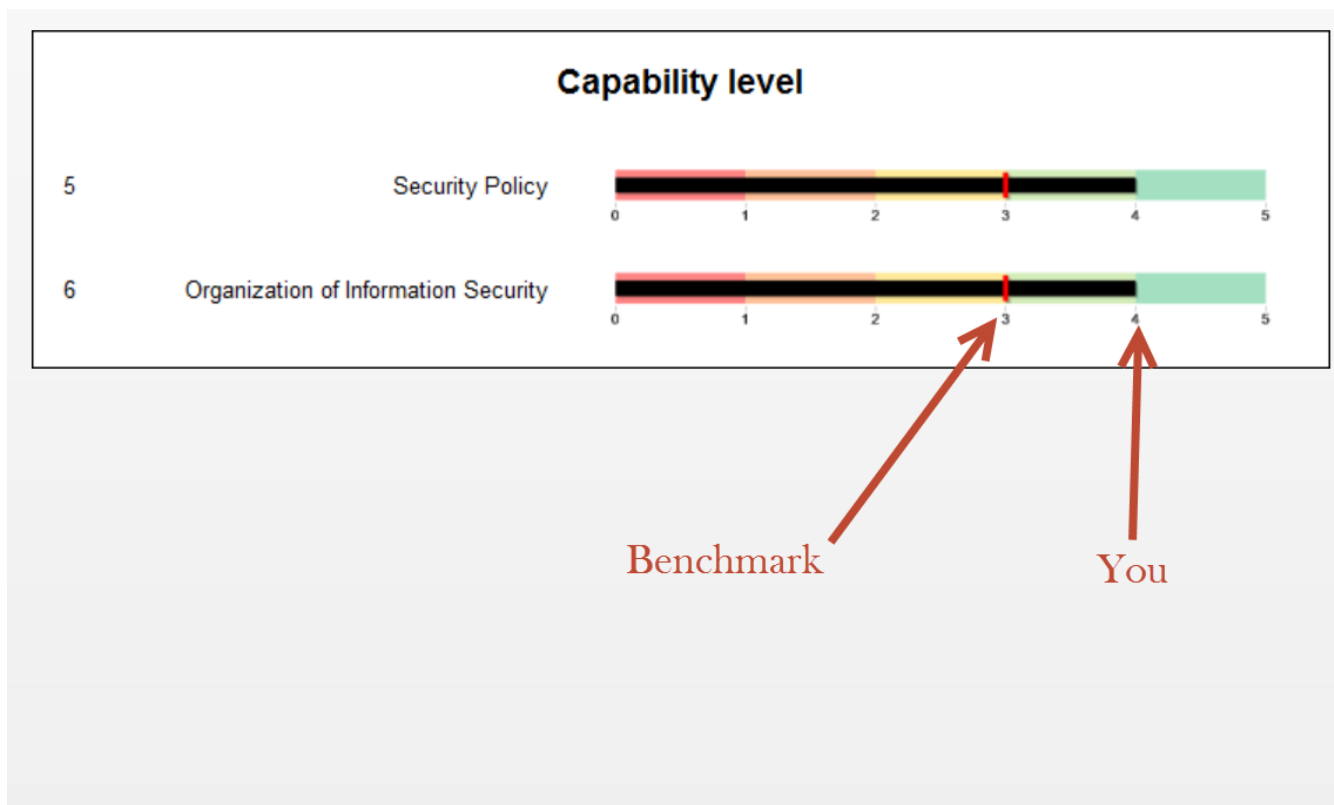 Capability level
5 Security Policy
0 1 2 3 4 5
6 Organization of Information Security
0 1 2 3 4 5
Benchmark
You